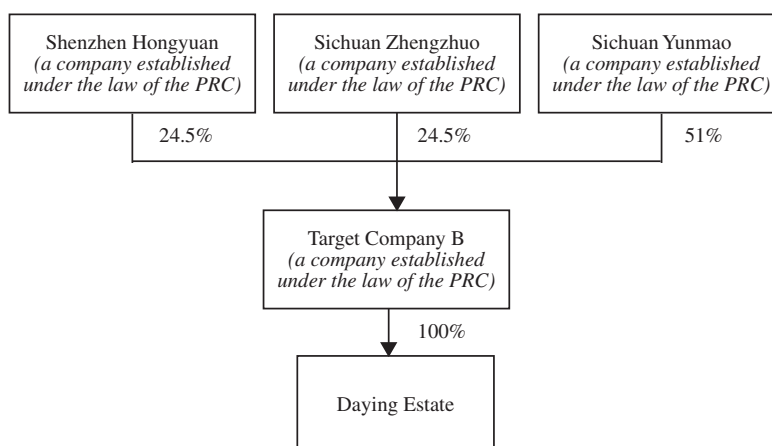 Shenzhen Hongyuan
(a company established
under the law of the PRC)
Sichuan Zhengzhuo
(a company established
under the law of the PRC)
Sichuan Yunmao
(a company established
under the law of the PRC)
24.5%
24.5%
51%
Target Company B
(a company established
under the law of the PRC)
100%
Daying Estate